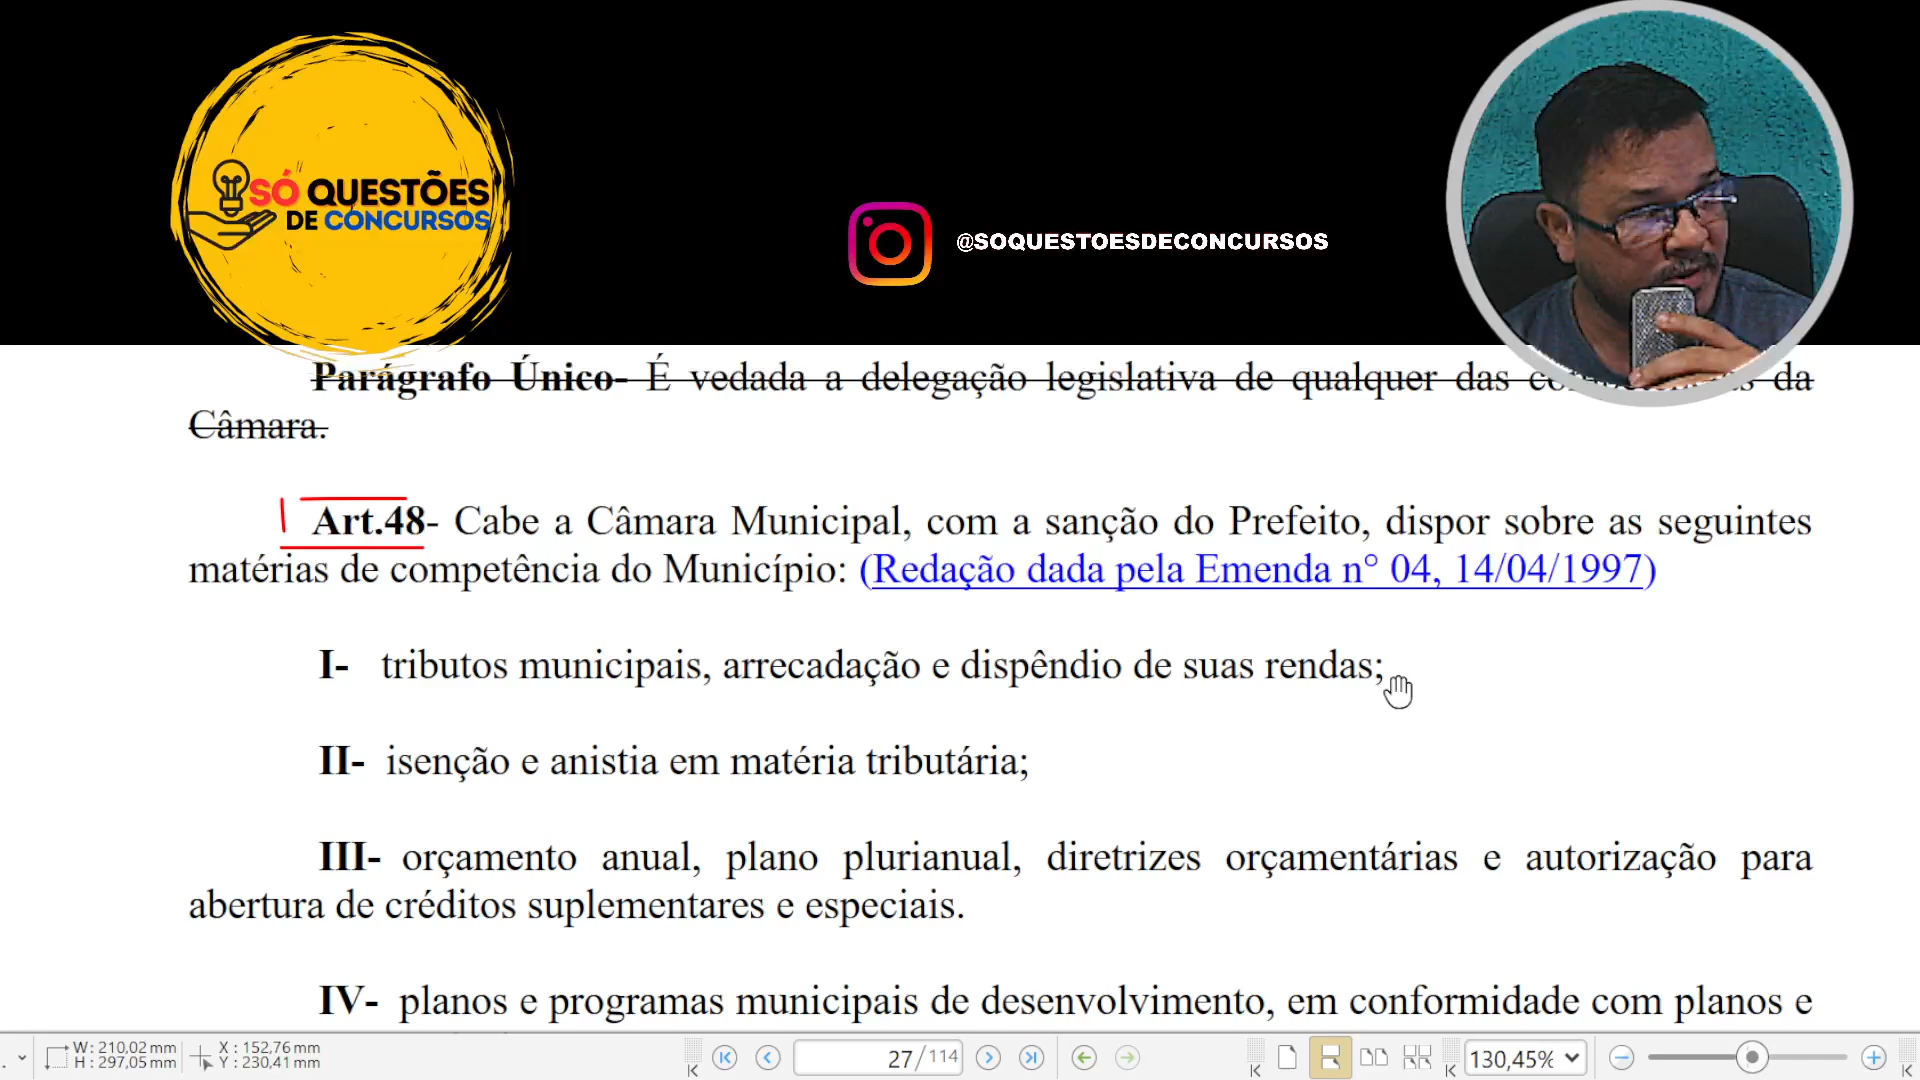 SÓ QUESTÕES
DE CONCURSOS
@SOQUESTOESDECONCURSOS
Parágrafo Único- É vedada a delegação legislativa de qualquer das da
Câmara.
Art.48- Cabe a Câmara Municipal, com a sanção do Prefeito, dispor sobre as seguintes
matérias de competência do Município: (Redação dada pela Emenda n° 04, 14/04/1997)
I- tributos municipais, arrecadação e dispêndio de suas rendas;
II- isenção e anistia em matéria tributária;
III- orçamento anual, plano plurianual, diretrizes orçamentárias e autorização para
abertura de créditos suplementares e especiais.
IV- planos e programas municipais de desenvolvimento, em conformidade com planos e
W: 210,02 mm X : 152,76 mm
H : 297,05 mm Y : 230,41 mm
27 / 114
130,45%